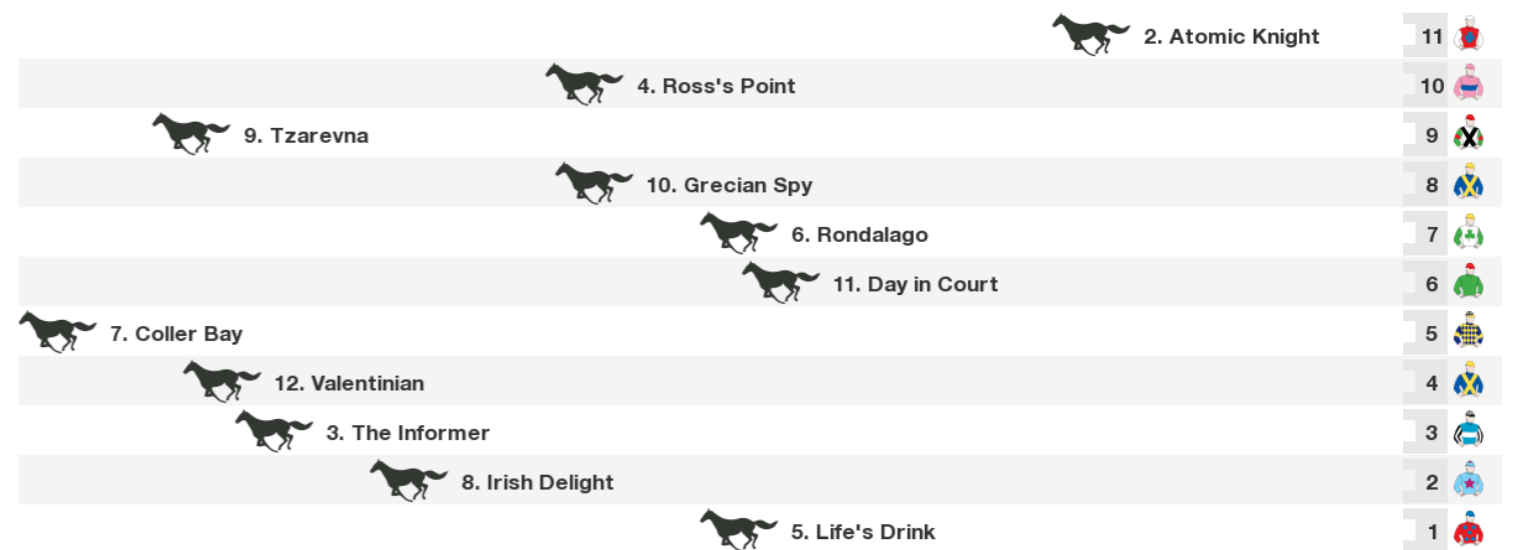 2. Atomic Knight 11
4. Ross's Point 10
9. Tzarevna 9
10. Grecian Spy 8
6. Rondalago 7
11. Day in Court 6
7. Coller Bay 5
12. Valentinian 4
3. The Informer 3
8. Irish Delight 2
5. Life's Drink 1